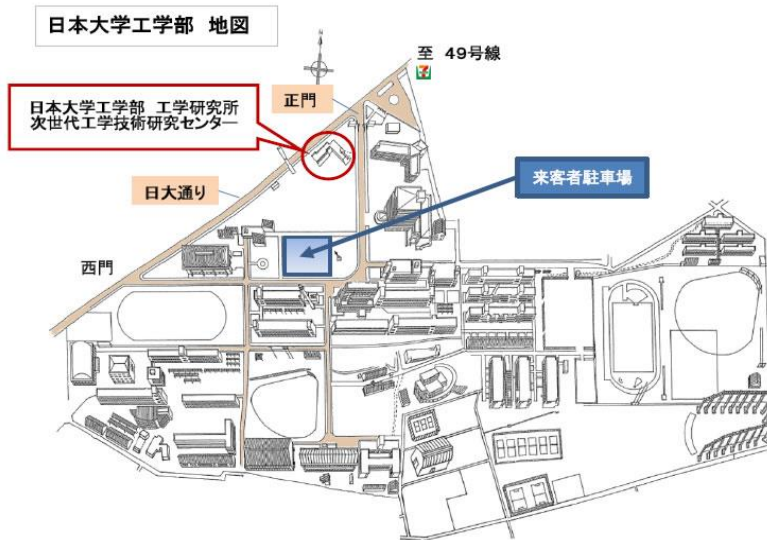 日本大学工学部 地図
至 49号線
7
正門
日本大学工学部 工学研究所
次世代工学技術研究センター
日大通り
来客者駐車場
西門